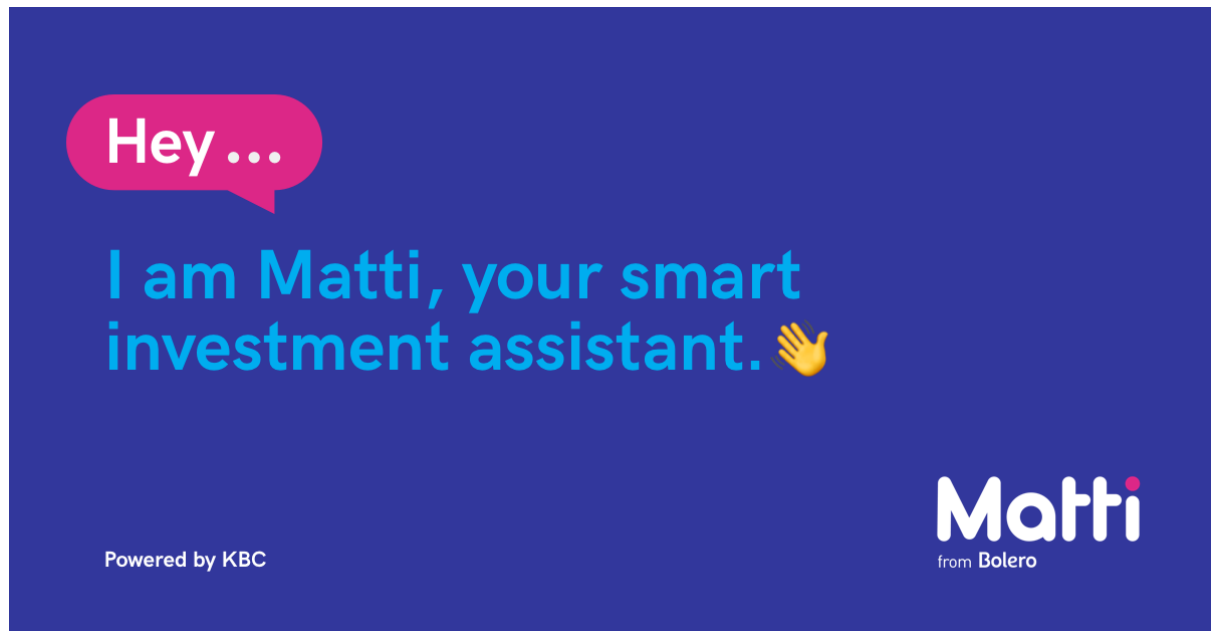 Hey...
I am Matti, your smart
investment assistant.👋
Powered by KBC
Matti
from Bolero